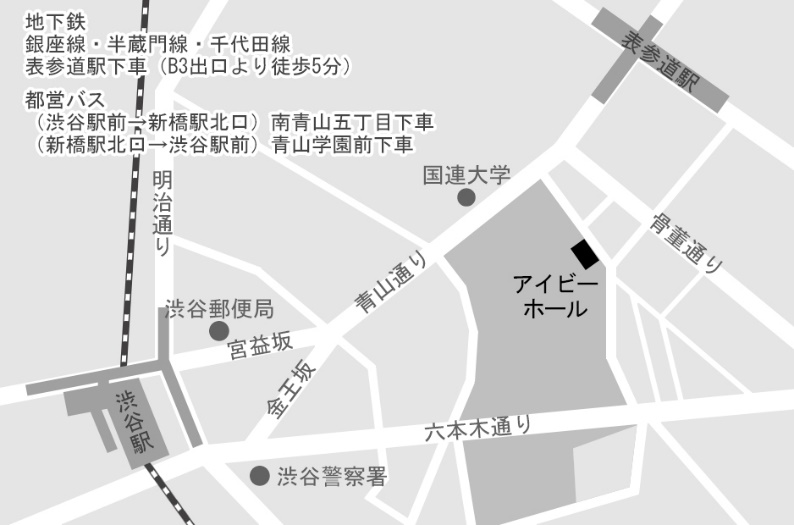 地下鉄
銀座線・半蔵門線・千代田線
表参道駅下車（B3出口より徒歩5分）
都営バス
（渋谷駅前→新橋駅北口）南青山五丁目下車
（新橋駅北口→渋谷駅前）青山学園前下車
表参道駅
明治通り
国連大学
骨董通り
青山通り
アイビー
ホール
渋谷郵便局
宮益坂
金王坂
渋谷駅
六本木通り
渋谷警察署